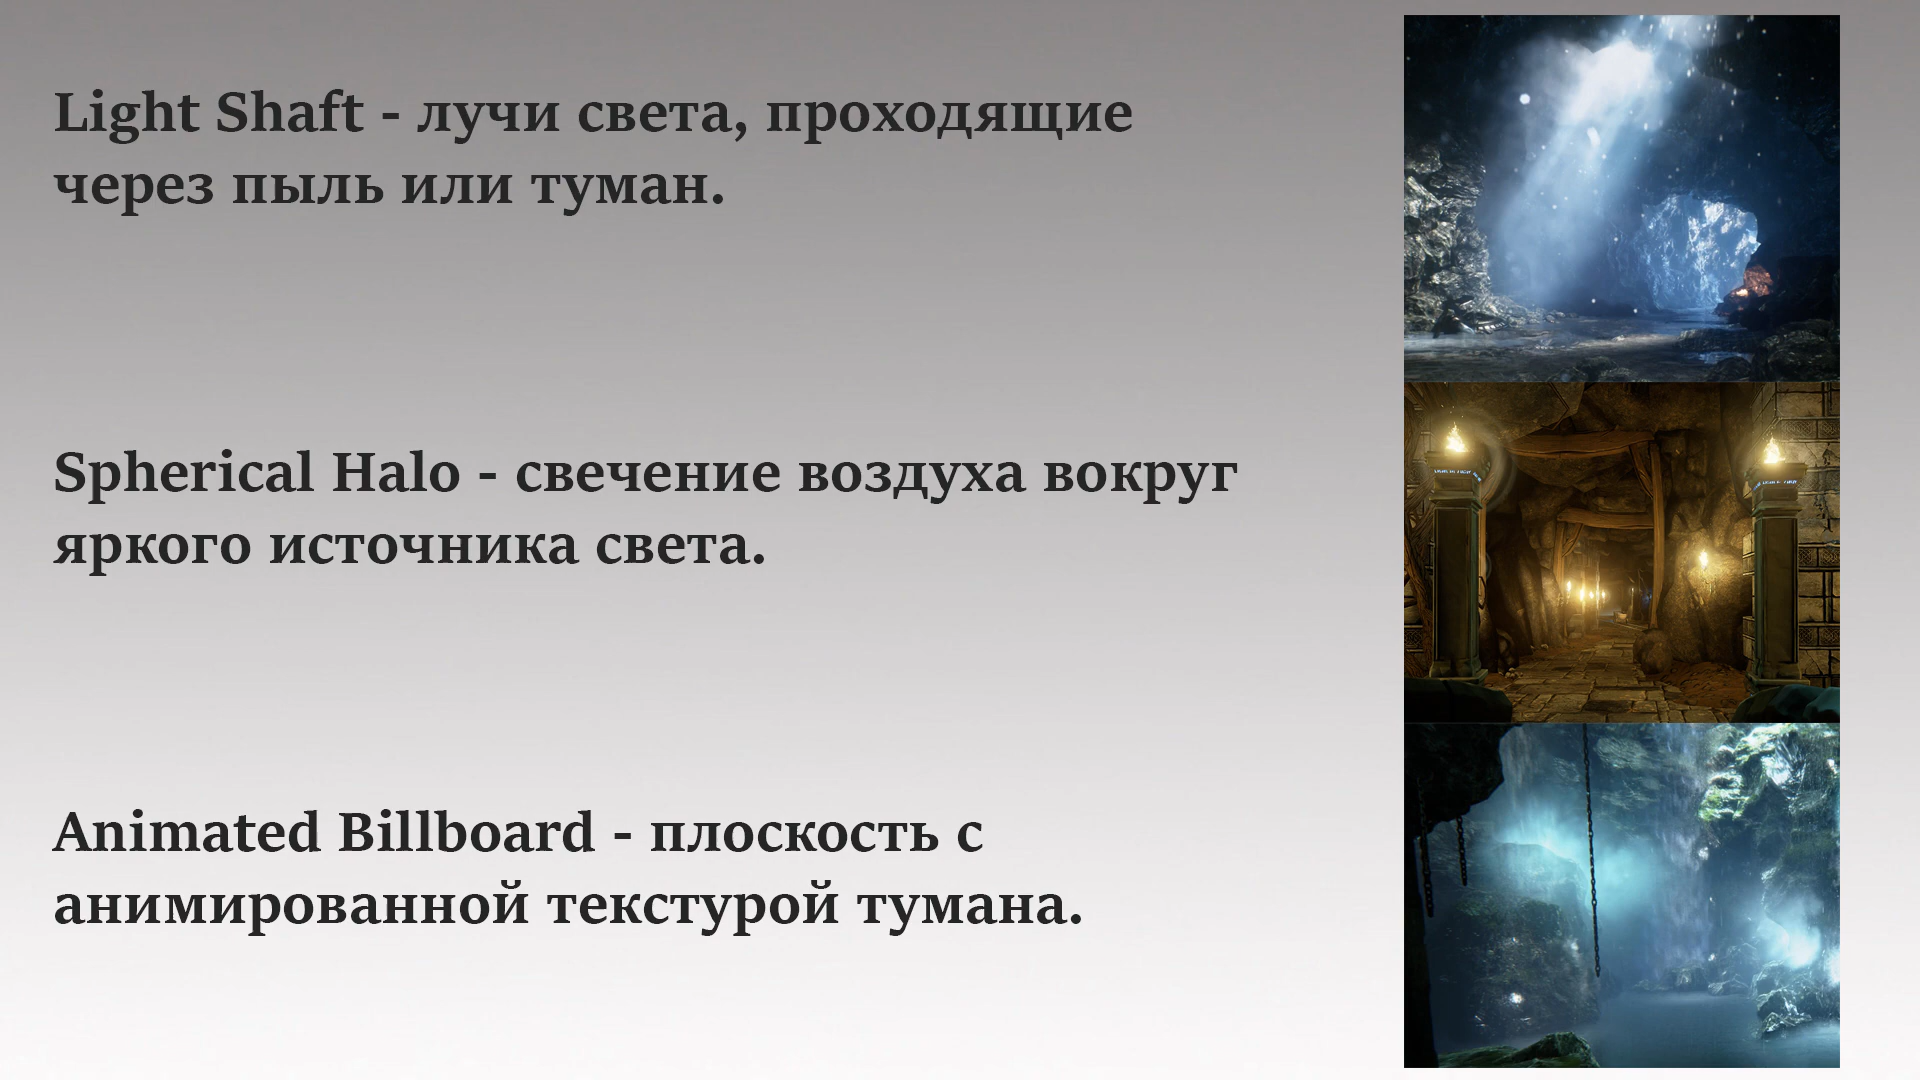 Light Shaft - лучи света, проходящие
через пыль или туман.
Spherical Halo - свечение воздуха вокруг
яркого источника света.
Animated Billboard - плоскость с
анимированной текстурой тумана.